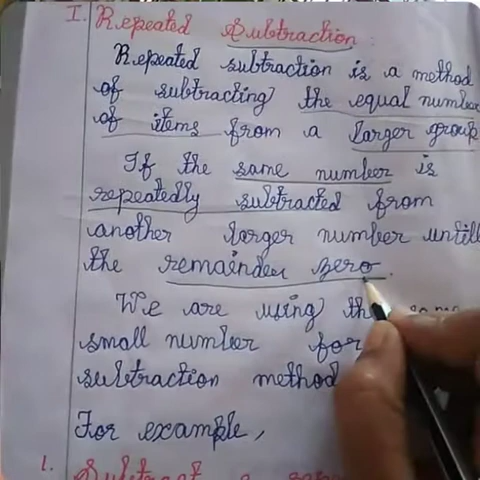 I. Repeated Subtraction :
Repeated subtraction is a method
of subtracting the equal number
of items from a larger group
If the same number is
repeatedly subtracted from
another larger number untill
the remainder zero.
We are using the
small number for
subtraction method
For example,
1. Subtract